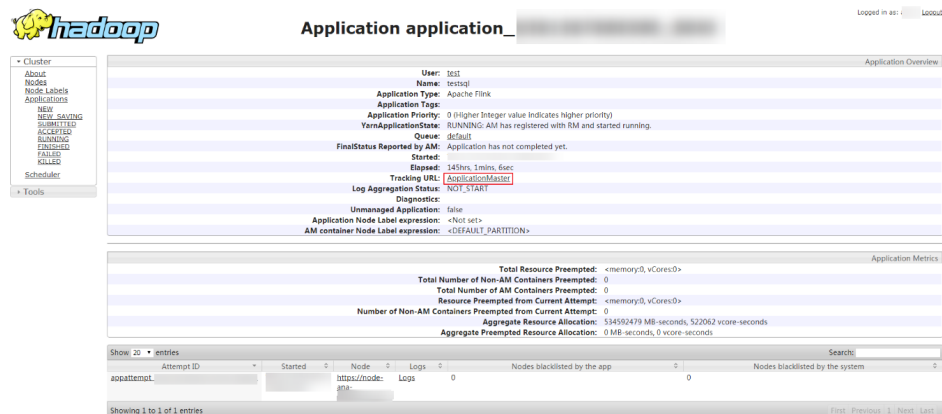 Logged in as: Logout
hadoop
Application application_
Cluster
About
Nodes
Node Labels
Applications
NEW
NEW_SAVING
SUBMITTED
ACCEPTED
RUNNING
FINISHED
FAILED
KILLED
Scheduler
Tools
Application Overview
User: test
Name: testsql
Application Type: Apache Flink
Application Tags:
Application Priority: 0 (Higher Integer value indicates higher priority)
YarnApplicationState: RUNNING: AM has registered with RM and started running.
Queue: default
FinalStatus Reported by AM: Application has not completed yet.
Started:
Elapsed: 145hrs, 1mins, 6sec
Tracking URL: ApplicationMaster
Log Aggregation Status: NOT_START
Diagnostics:
Unmanaged Application: false
Application Node Label expression: <Not set>
AM container Node Label expression: <DEFAULT_PARTITION>
Application Metrics
Total Resource Preempted: <memory:0, vCores:0>
Total Number of Non-AM Containers Preempted: 0
Total Number of AM Containers Preempted: 0
Resource Preempted from Current Attempt: <memory:0, vCores:0>
Number of Non-AM Containers Preempted from Current Attempt: 0
Aggregate Resource Allocation: 534592479 MB-seconds, 522062 vcore-seconds
Aggregate Preempted Resource Allocation: 0 MB-seconds, 0 vcore-seconds
Show 20 entries Search:
Attempt ID Started Node Logs Nodes blacklisted by the app Nodes blacklisted by the system
appattempt_ https://node- Logs 0 0
ana-
Showing 1 to 1 of 1 entries First Previous 1 Next Last